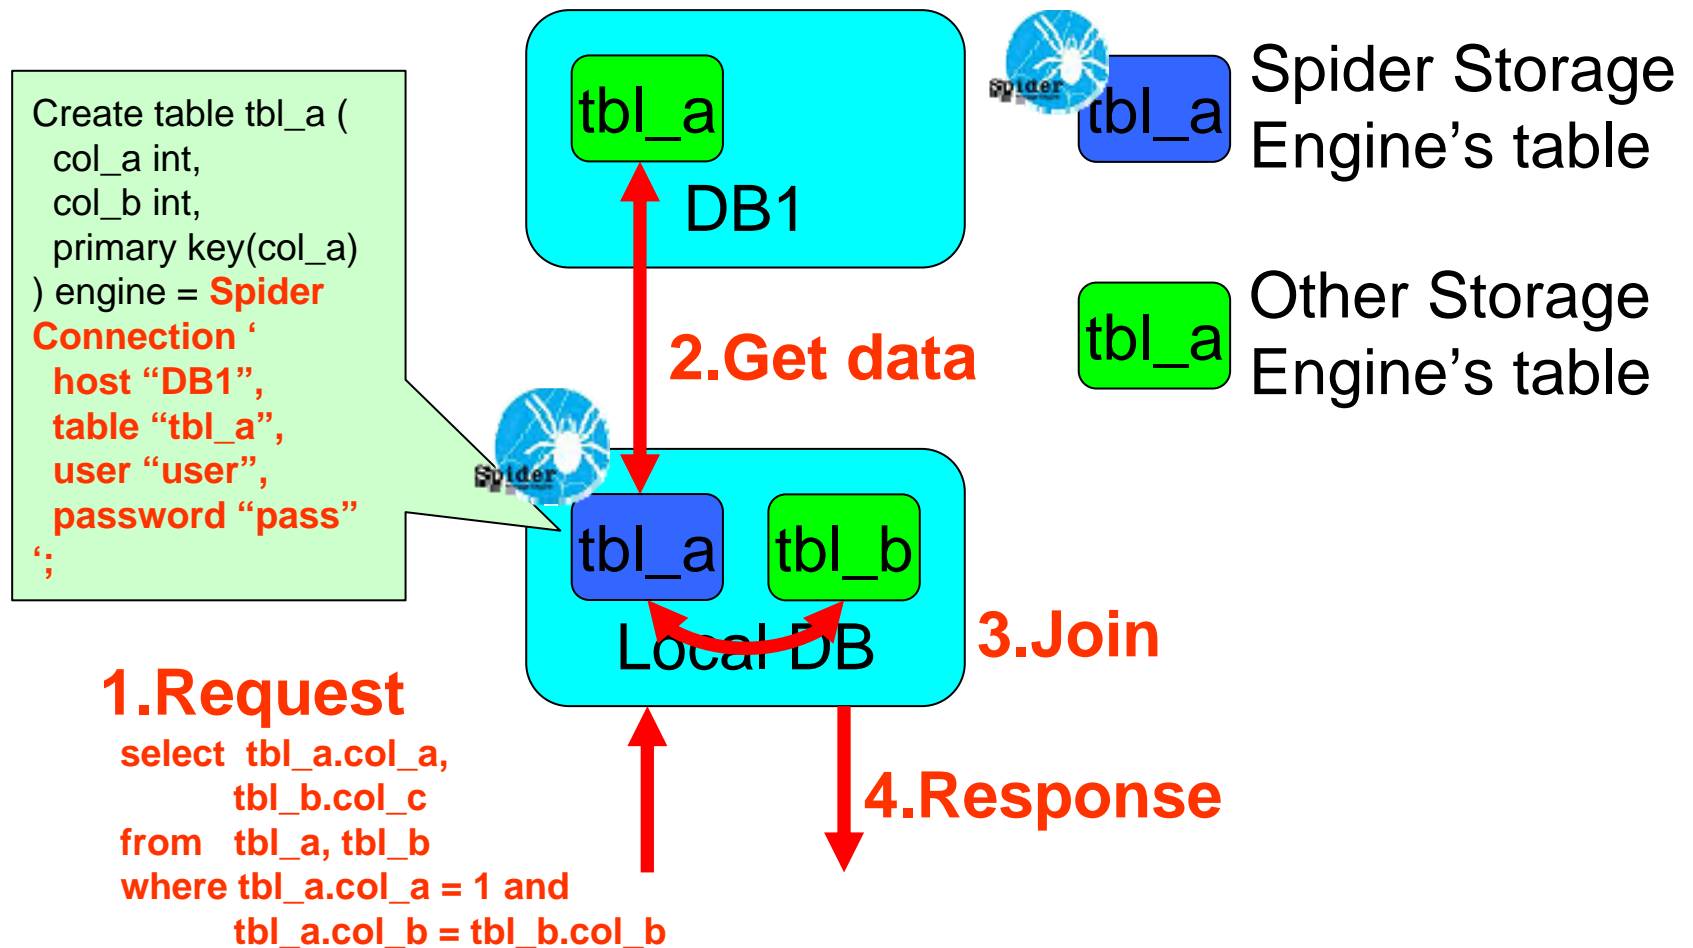 Create table tbl_a (
col_a int,
col_b int,
primary key(col_a)
) engine = Spider
Connection ‘
host “DB1”,
table “tbl_a”,
user “user”,
password “pass”
‘;
tbl_a
DB1
2.Get data
Spider
tbl_a
tbl_b
Local DB
3.Join
1.Request
select tbl_a.col_a,
tbl_b.col_c
from tbl_a, tbl_b
where tbl_a.col_a = 1 and
tbl_a.col_b = tbl_b.col_b
4.Response
Spider
tbl_a
Spider Storage
Engine’s table
tbl_a
Other Storage
Engine’s table